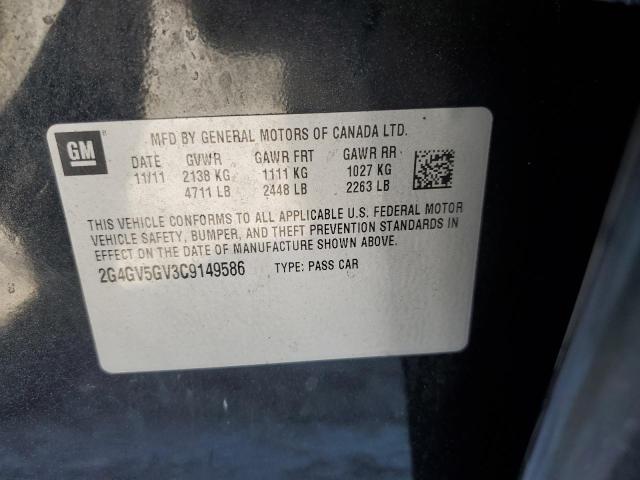 GM
MFD BY GENERAL MOTORS OF CANADA LTD.
DATE GVWR GAWR FRT GAWR RR
11/11 2138 KG 1111 KG 1027 KG
4711 LB 2448 LB 2263 LB
THIS VEHICLE CONFORMS TO ALL APPLICABLE U.S. FEDERAL MOTOR
VEHICLE SAFETY, BUMPER, AND THEFT PREVENTION STANDARDS IN
EFFECT ON THE DATE OF MANUFACTURE SHOWN ABOVE.
2G4GV5GV3C9149586 TYPE: PASS CAR